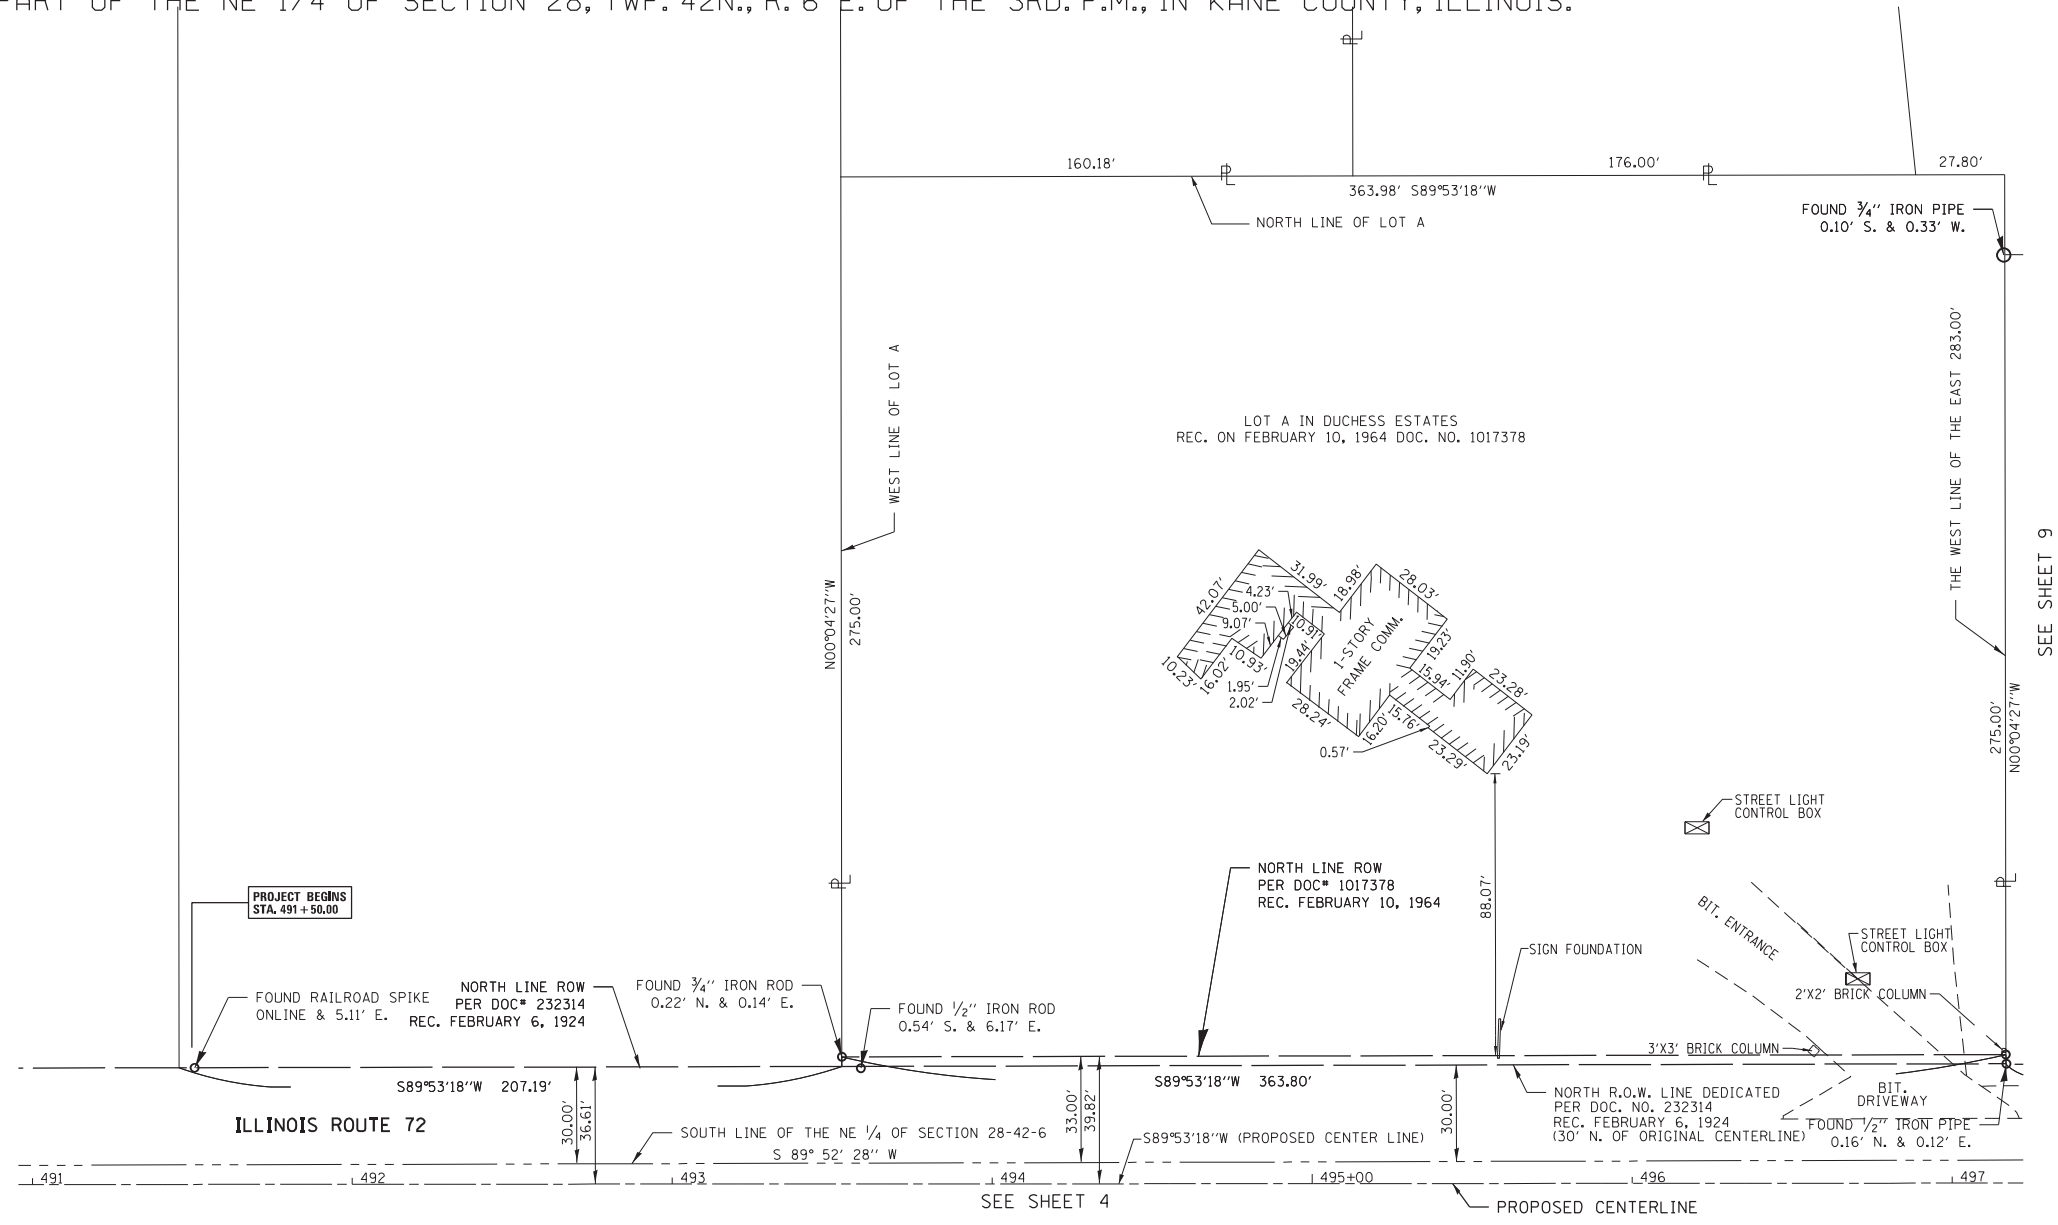 PART OF THE NE 1/4 OF SECTION 28, TWP. 42N., R. 6 E. OF THE 3RD. P.M., IN KANE COUNTY, ILLINOIS.
160.18'
176.00'
27.80'
363.98' S89°53'18"W
NORTH LINE OF LOT A
FOUND 3/4" IRON PIPE
0.10' S. & 0.33' W.
WEST LINE OF LOT A
THE WEST LINE OF THE EAST 283.00'
LOT A IN DUCHESS ESTATES
REC. ON FEBRUARY 10, 1964 DOC. NO. 1017378
SEE SHEET 9
N00°04'27"W
275.00'
275.00'
N00°04'27"W
42.07'
31.99'
4.23'
5.00'
9.07'
10.91'
18.98'
28.03'
1-STORY
FRAME COMM.
19.23'
10.23'
16.02'
10.93'
19.44'
1.95'
2.02'
28.24'
16.20'
15.76'
0.57'
23.29'
15.94'
11.90'
23.28'
23.19'
88.07'
STREET LIGHT
CONTROL BOX
PROJECT BEGINS
STA. 491+50.00
NORTH LINE ROW
PER DOC# 1017378
REC. FEBRUARY 10, 1964
BIT. ENTRANCE
STREET LIGHT
CONTROL BOX
SIGN FOUNDATION
2'X2' BRICK COLUMN
FOUND RAILROAD SPIKE
ONLINE & 5.11' E.
NORTH LINE ROW
PER DOC# 232314
REC. FEBRUARY 6, 1924
FOUND 3/4" IRON ROD
0.22' N. & 0.14' E.
FOUND 1/2" IRON ROD
0.54' S. & 6.17' E.
3'X3' BRICK COLUMN
S89°53'18"W 207.19'
S89°53'18"W 363.80'
30.00'
36.61'
33.00'
39.82'
30.00'
ILLINOIS ROUTE 72
SOUTH LINE OF THE NE 1/4 OF SECTION 28-42-6
S 89° 52' 28" W
S89°53'18"W (PROPOSED CENTER LINE)
NORTH R.O.W. LINE DEDICATED
PER DOC. NO. 232314
REC. FEBRUARY 6, 1924
(30' N. OF ORIGINAL CENTERLINE)
BIT.
DRIVEWAY
FOUND 1/2" IRON PIPE
0.16' N. & 0.12' E.
491
492
493
494
495+00
496
497
SEE SHEET 4
PROPOSED CENTERLINE
PL
PL
PL
PL
PL